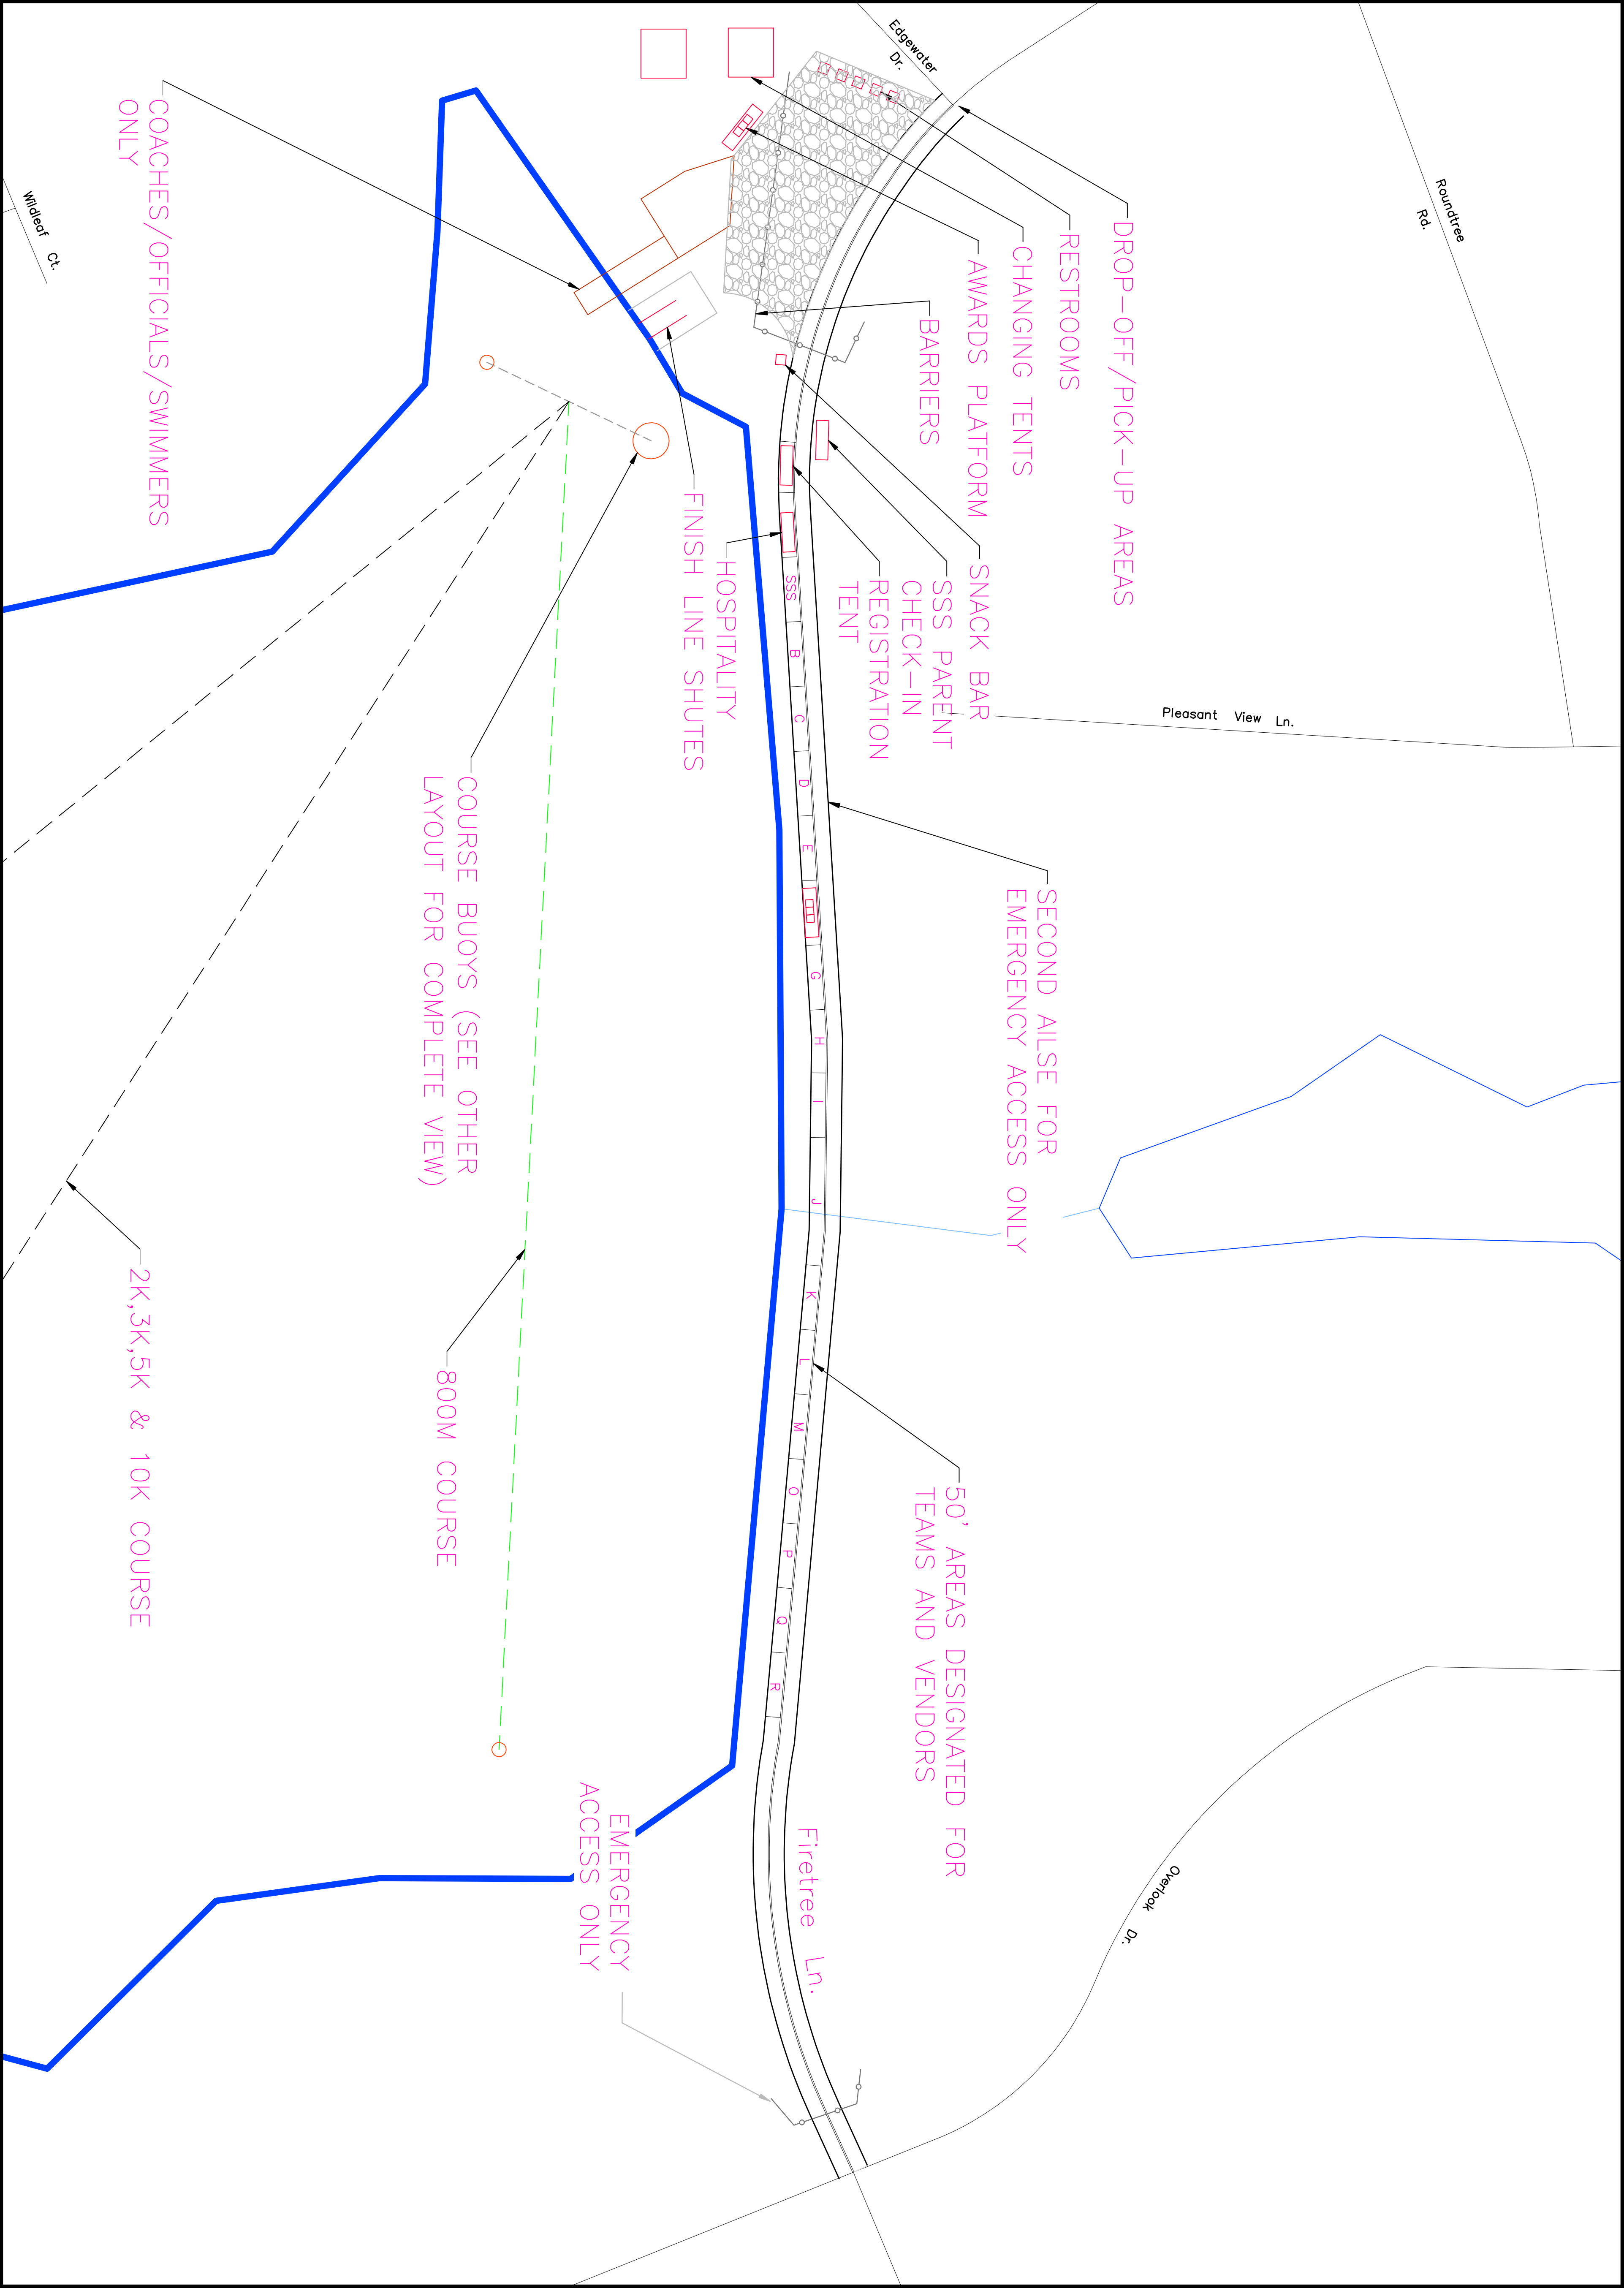 Roundtree
Rd.
Edgewater
Dr.
DROP-OFF/PICK-UP AREAS
RESTROOMS
CHANGING TENTS
AWARDS PLATFORM
BARRIERS
SNACK BAR
SSS PARENT
CHECK-IN
REGISTRATION
TENT
HOSPITALITY
FINISH LINE SHUTES
Pleasant View Ln.
SECOND AILSE FOR
EMERGENCY ACCESS ONLY
50' AREAS DESIGNATED FOR
TEAMS AND VENDORS
Overlook
Dr.
Firetree Ln.
SSS B C D E G H I J K L M O P Q R
EMERGENCY
ACCESS ONLY
COURSE BUOYS (SEE OTHER
LAYOUT FOR COMPLETE VIEW)
800M COURSE
COACHES/OFFICIALS/SWIMMERS
ONLY
2K,3K,5K & 10K COURSE
Wildleaf Ct.